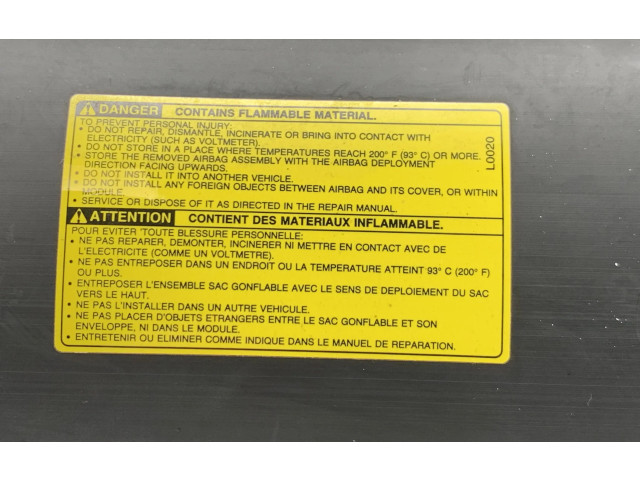 DANGER CONTAINS FLAMMABLE MATERIAL.
TO PREVENT PERSONAL INJURY:
• DO NOT REPAIR, DISMANTLE, INCINERATE OR BRING INTO CONTACT WITH
ELECTRICITY (SUCH AS VOLTMETER).
• DO NOT STORE IN A PLACE WHERE TEMPERATURES REACH 200° F (93° C) OR MORE.
• STORE THE REMOVED AIRBAG ASSEMBLY WITH THE AIRBAG DEPLOYMENT
DIRECTION FACING UPWARDS.
• DO NOT INSTALL IT INTO ANOTHER VEHICLE.
• DO NOT INSTALL ANY FOREIGN OBJECTS BETWEEN AIRBAG AND ITS COVER, OR WITHIN
MODULE.
• SERVICE OR DISPOSE OF IT AS DIRECTED IN THE REPAIR MANUAL.
L0020
ATTENTION CONTIENT DES MATERIAUX INFLAMMABLE.
POUR EVITER 'TOUTE BLESSURE PERSONNELLE:
• NE PAS REPARER, DEMONTER, INCINERER NI METTRE EN CONTACT AVEC DE
L'ELECTRICITE (COMME UN VOLTMETRE).
• NE PAS ENTREPOSER DANS UN ENDROIT OU LA TEMPERATURE ATTEINT 93° C (200° F)
OU PLUS.
• ENTREPOSER L'ENSEMBLE SAC GONFLABLE AVEC LE SENS DE DEPLOIEMENT DU SAC
VERS LE HAUT.
• NE PAS L'INSTALLER DANS UN AUTRE VEHICULE.
• NE PAS PLACER D'OBJETS ETRANGERS ENTRE LE SAC GONFLABLE ET SON
ENVELOPPE, NI DANS LE MODULE.
• ENTRETENIR OU ELIMINER COMME INDIQUE DANS LE MANUEL DE REPARATION.